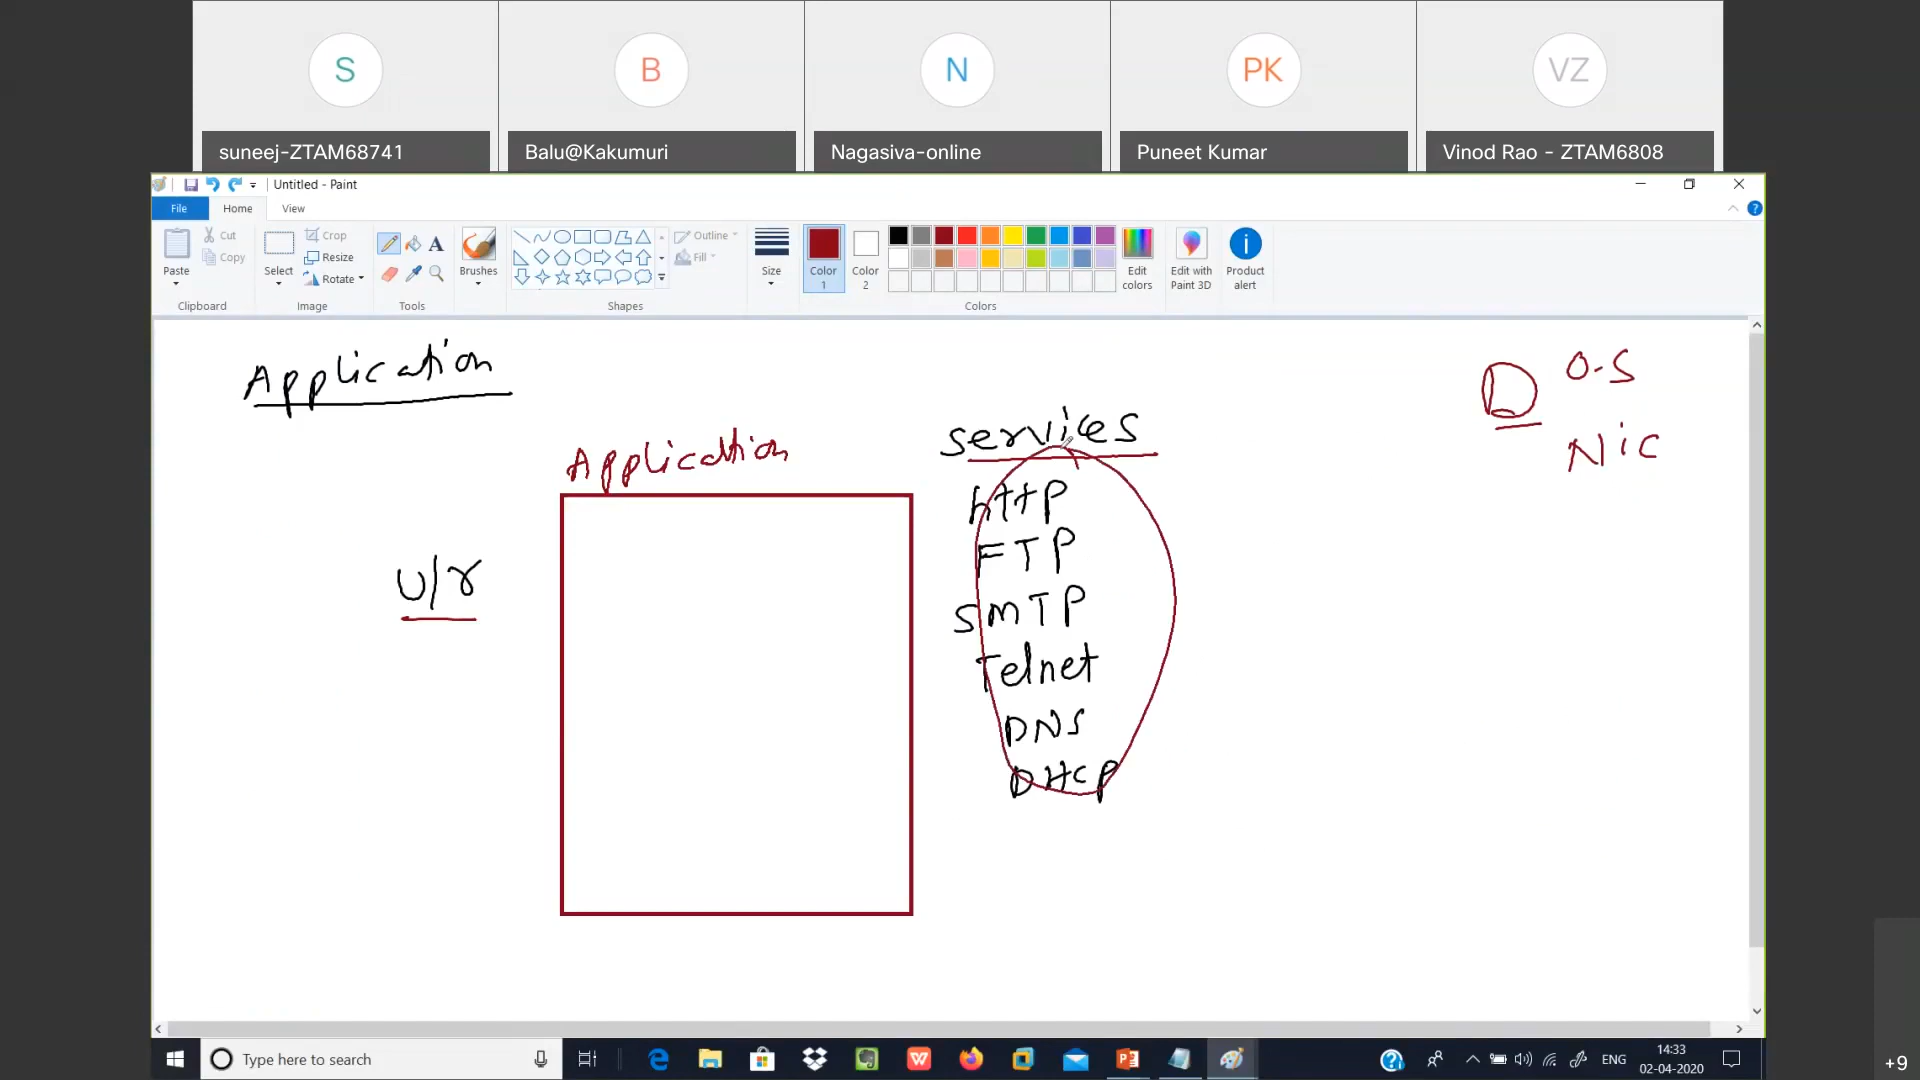 S
B
N
PK
VZ
suneej-ZTAM68741
Balu@Kakumuri
Nagasiva-online
Puneet Kumar
Vinod Rao - ZTAM6808
Untitled - Paint
File
Home
View
Paste
Cut
Copy
Clipboard
Select
Crop
Resize
Rotate
Image
A
Tools
Brushes
Outline
Fill
Shapes
Size
Color
1
Color
2
Edit
colors
Colors
Edit with
Paint 3D
Product
alert
Application
Application
services
D
O.S
NiC
http
FTP
SMTP
Telnet
DNS
DHCP
U/r
Type here to search
ENG
14:33
02-04-2020
+9